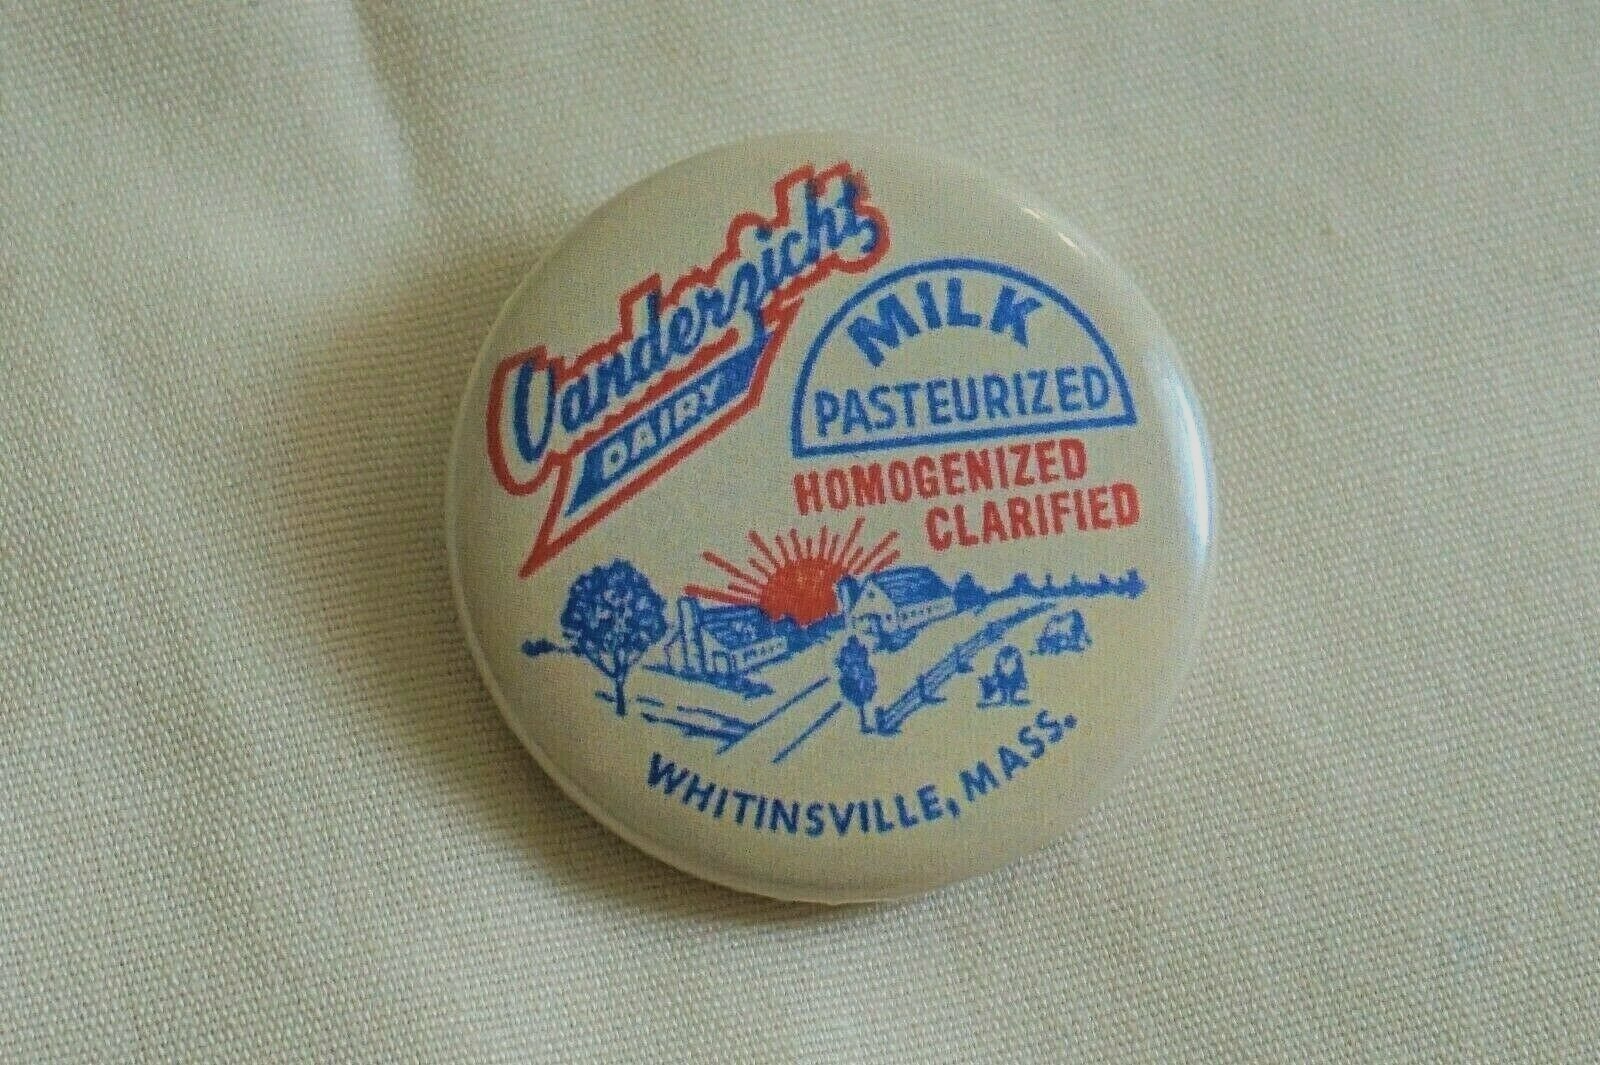 Vanderzicht
DAIRY
MILK
PASTEURIZED
HOMOGENIZED
CLARIFIED
WHITINSVILLE, MASS.